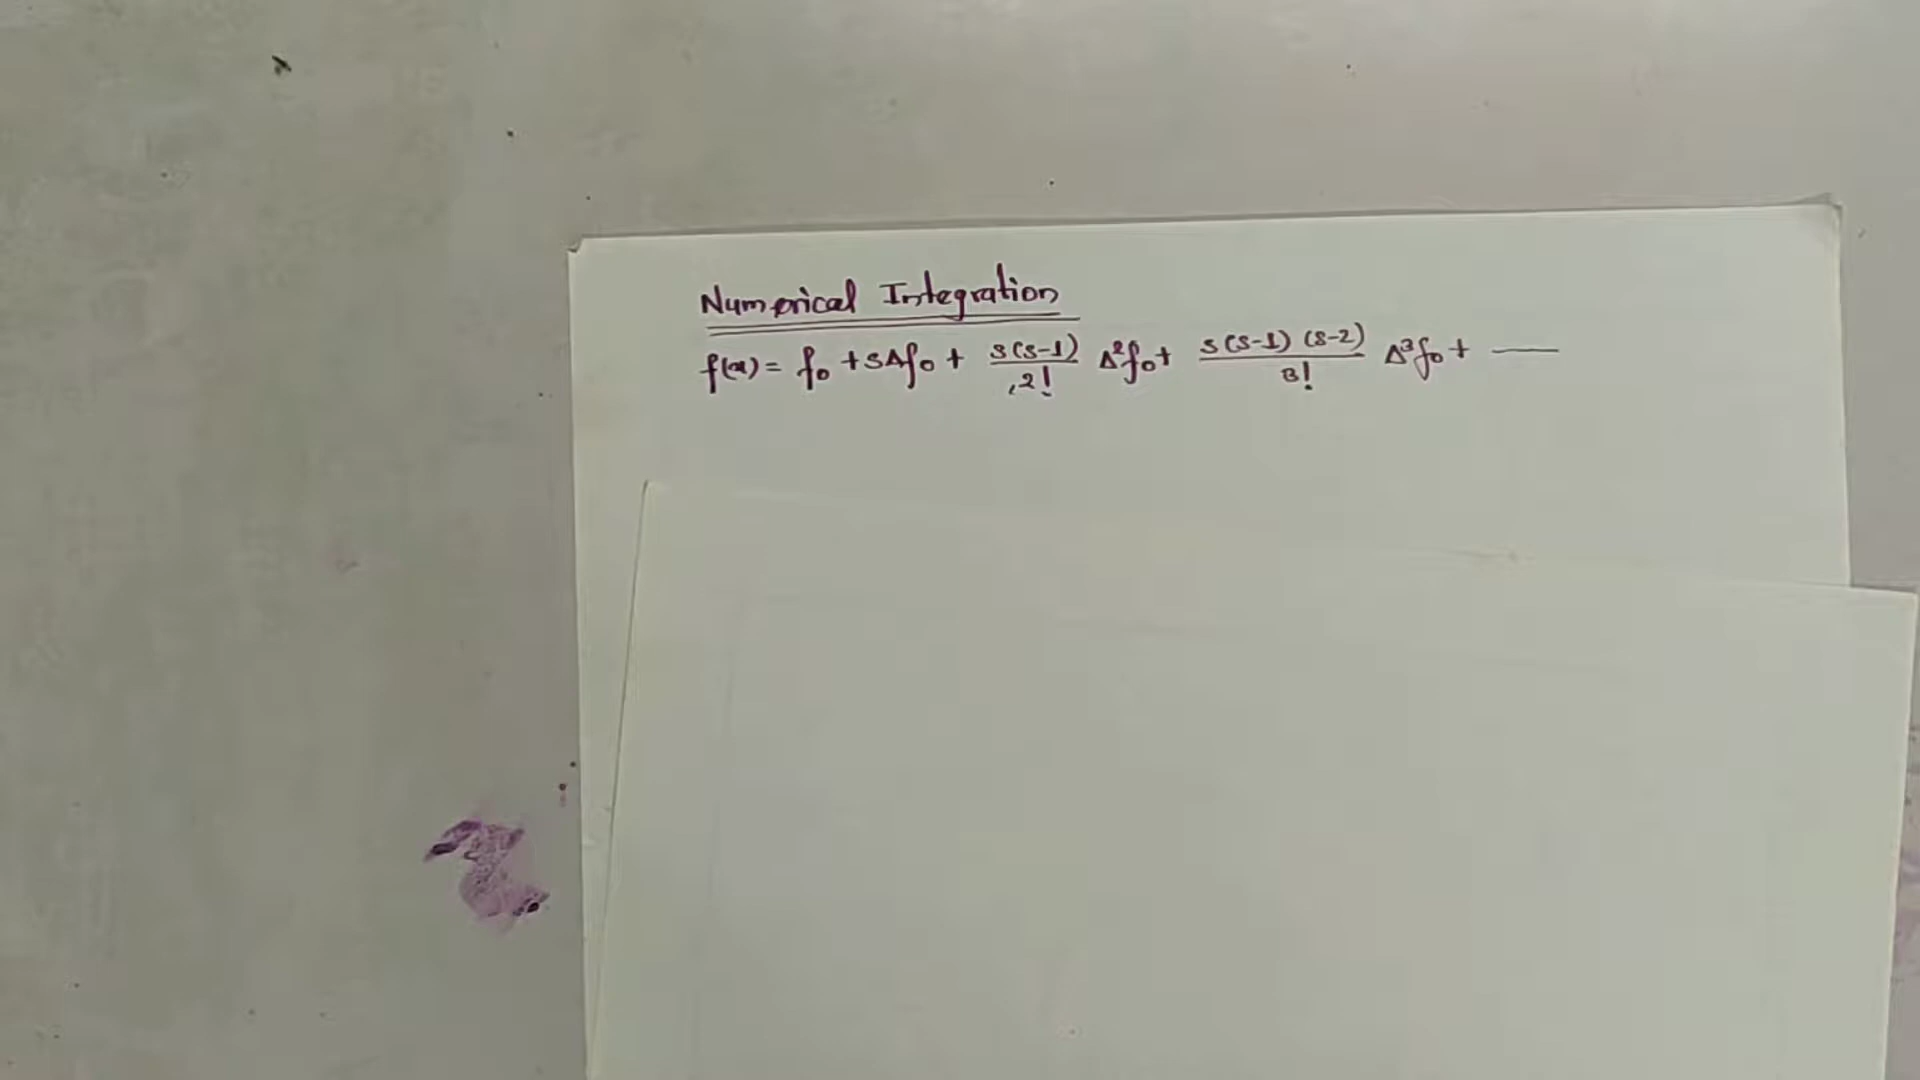 Numerical Integration
f(x) = f₀ + sΔf₀ + s(s-1)/2! Δ²f₀ + s(s-1)(s-2)/3! Δ³f₀ + ——